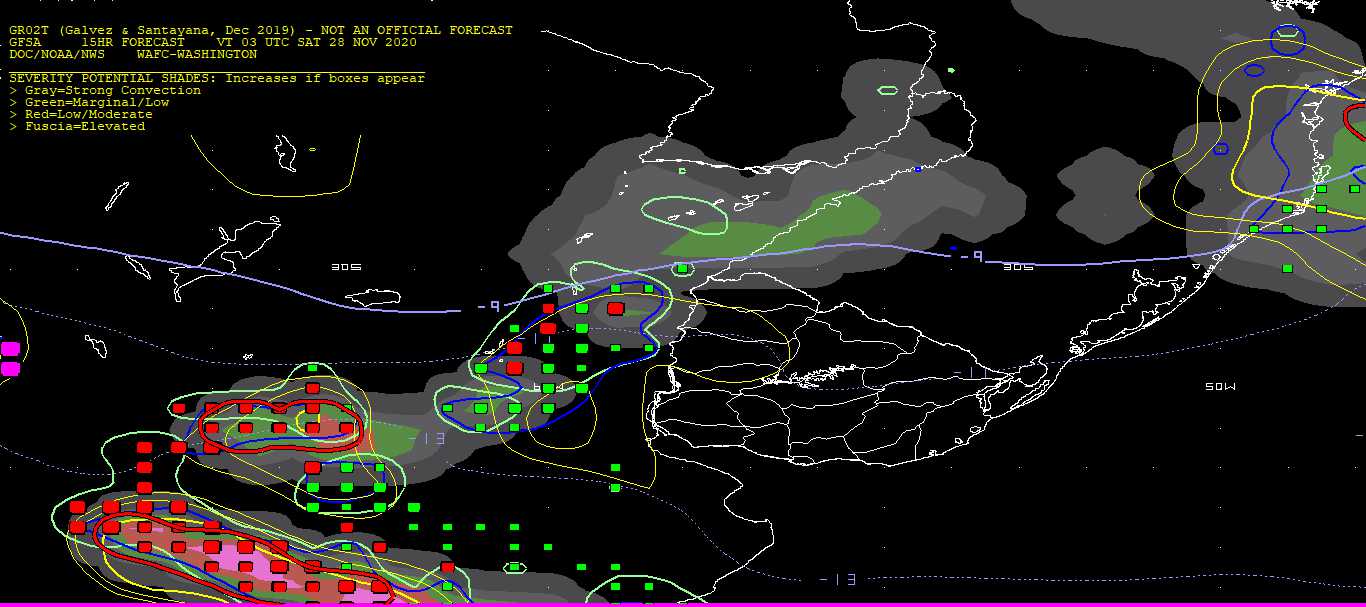 GR02T (Galvez & Santayana, Dec 2019) - NOT AN OFFICIAL FORECAST
GFSA 15HR FORECAST VT 03 UTC SAT 28 NOV 2020
DOC/NOAA/NWS WAFC-WASHINGTON
SEVERITY POTENTIAL SHADES: Increases if boxes appear
> Gray=Strong Convection
> Green=Marginal/Low
> Red=Low/Moderate
> Fuscia=Elevated
-9
30S
30S
-9
50W
-13
-13